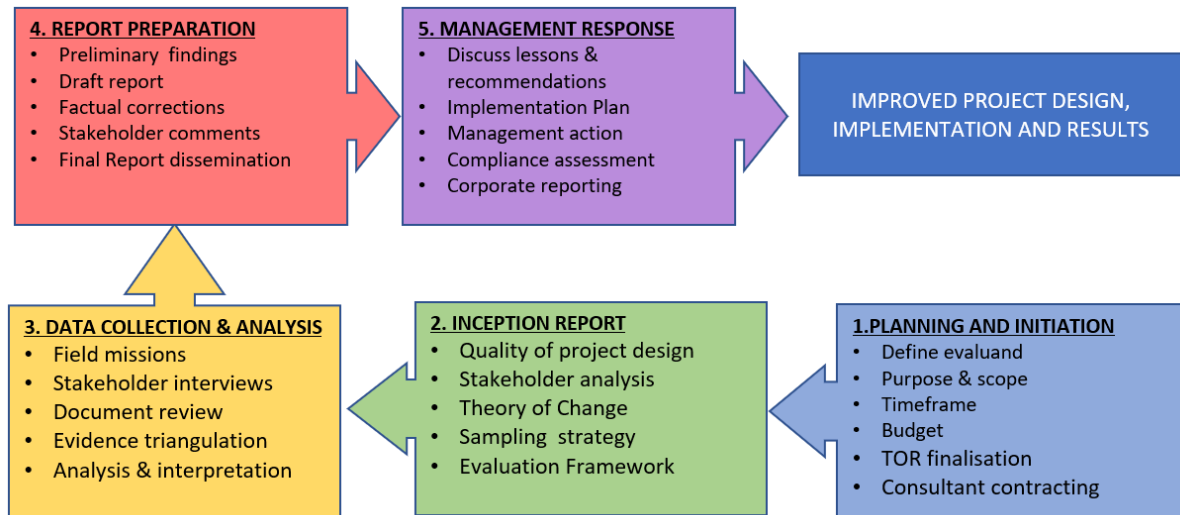 4. REPORT PREPARATION
• Preliminary findings
• Draft report
• Factual corrections
• Stakeholder comments
• Final Report dissemination
5. MANAGEMENT RESPONSE
• Discuss lessons &
recommendations
• Implementation Plan
• Management action
• Compliance assessment
• Corporate reporting
IMPROVED PROJECT DESIGN,
IMPLEMENTATION AND RESULTS
3. DATA COLLECTION & ANALYSIS
• Field missions
• Stakeholder interviews
• Document review
• Evidence triangulation
• Analysis & interpretation
2. INCEPTION REPORT
• Quality of project design
• Stakeholder analysis
• Theory of Change
• Sampling strategy
• Evaluation Framework
1.PLANNING AND INITIATION
• Define evaluand
• Purpose & scope
• Timeframe
• Budget
• TOR finalisation
• Consultant contracting